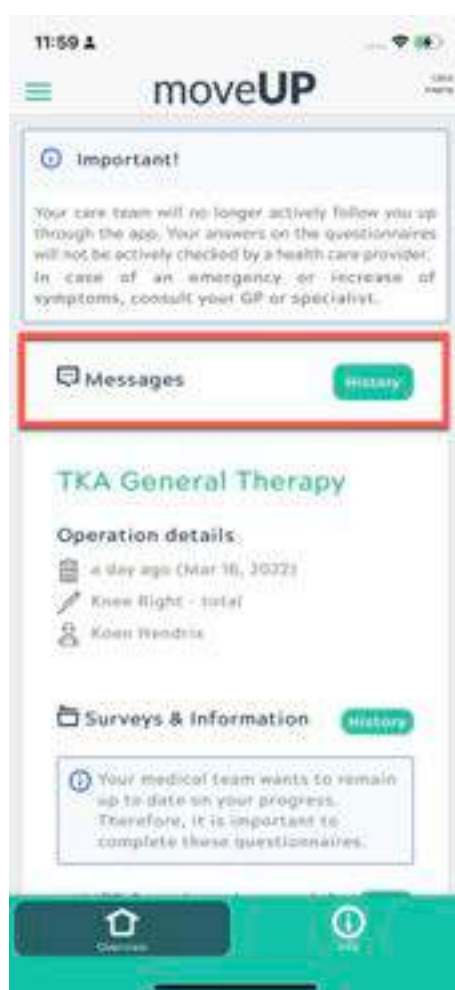 11:59
moveUP
Important!
Your care team will no longer actively follow you up
through the app. Your answers on the questionnaires
will not be actively checked by a health care provider.
In case of an emergency or increase of
symptoms, consult your GP or specialist.
Messages
History
TKA General Therapy
Operation details
a day ago (Mar 16, 2022)
Knee Right - total
Koen Hendrix
Surveys & Information
History
Your medical team wants to remain
up to date on your progress.
Therefore, it is important to
complete these questionnaires.
Overview
Info